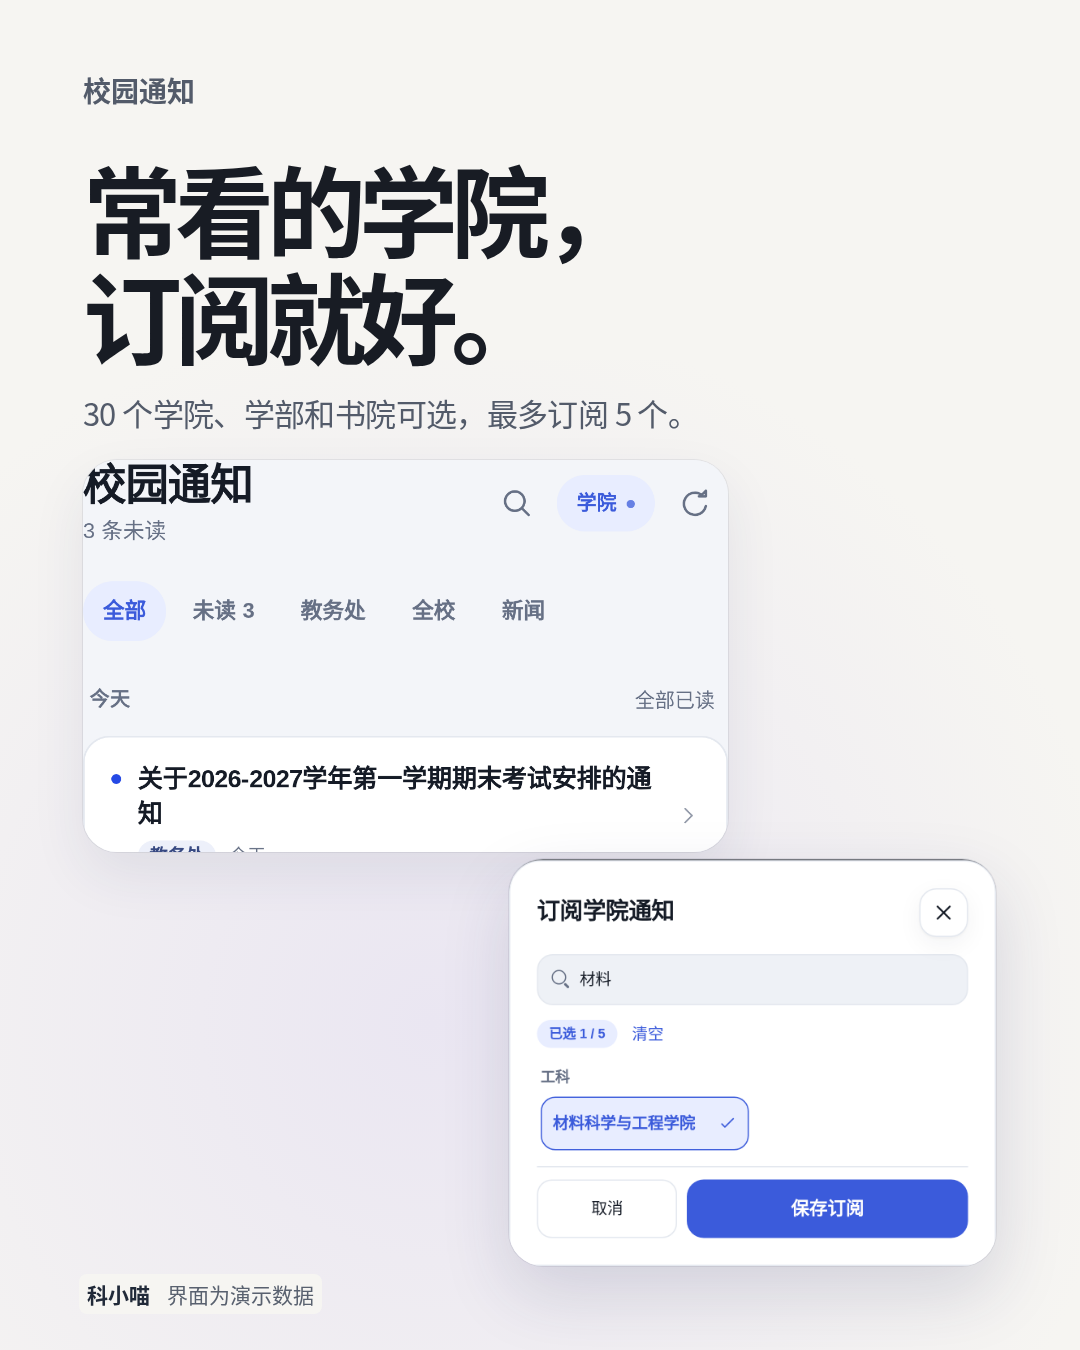 校园通知
常看的学院，
订阅就好。
30 个学院、学部和书院可选，最多订阅 5 个。
校园通知
3 条未读
学院
全部 未读 3 教务处 全校 新闻
今天 全部已读
关于2026-2027学年第一学期期末考试安排的通
知
教务处 今天
订阅学院通知
材料
已选 1 / 5 清空
工科
材料科学与工程学院
取消 保存订阅
科小喵 界面为演示数据